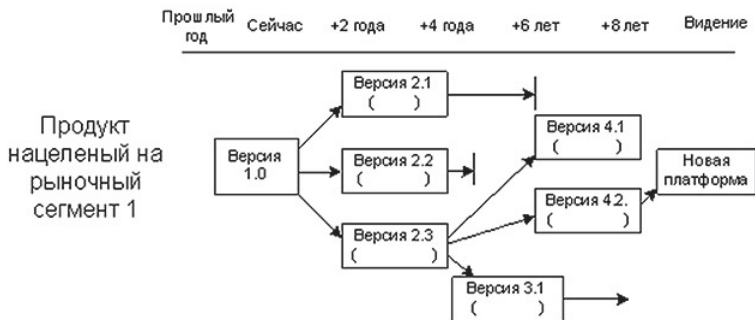 Прошлый
год
Сейчас
+2 года
+4 года
+6 лет
+8 лет
Видение
Продукт
нацеленый на
рыночный
сегмент 1
Версия
1.0
Версия 2.1
( )
Версия 2.2
( )
Версия 2.3
( )
Версия 4.1
( )
Версия 4.2.
( )
Версия 3.1
( )
Новая
платформа